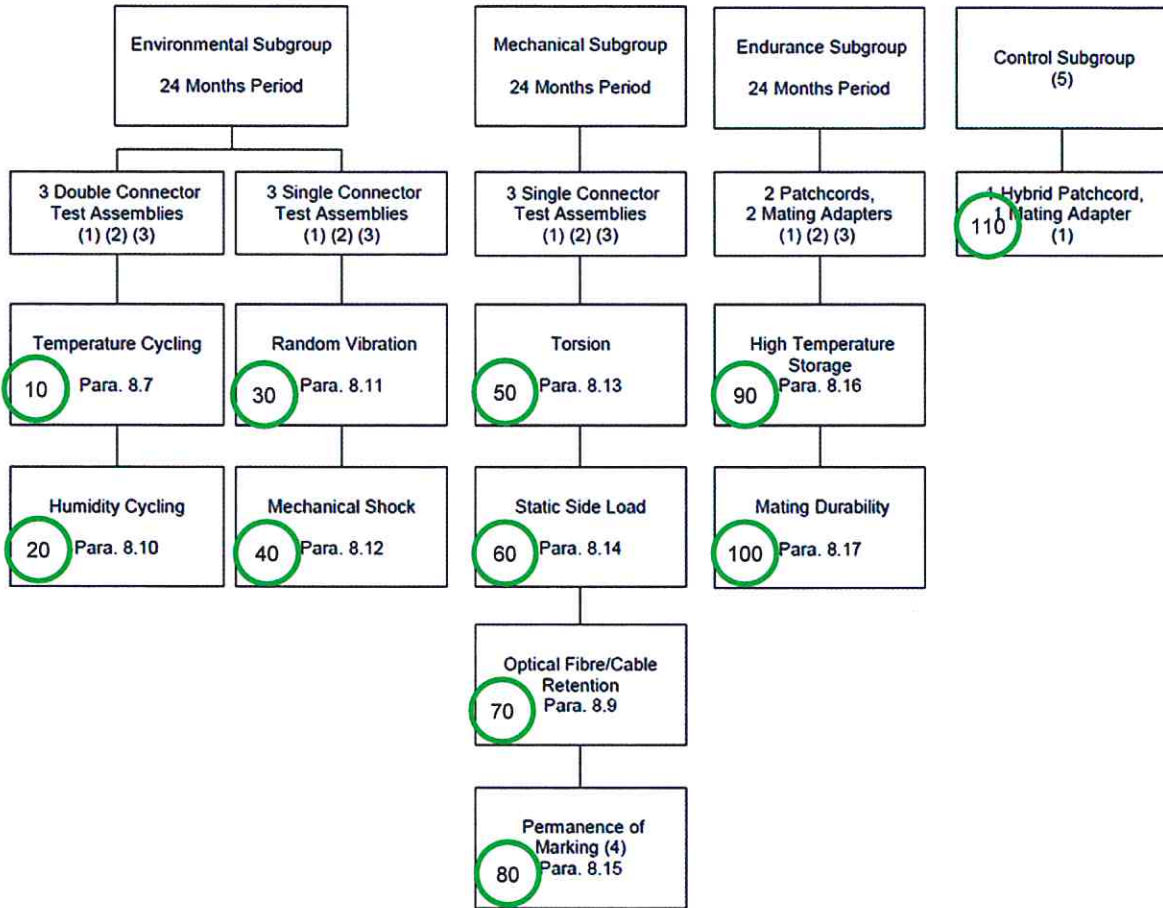 Environmental Subgroup
24 Months Period
Mechanical Subgroup
24 Months Period
Endurance Subgroup
24 Months Period
Control Subgroup
(5)
3 Double Connector
Test Assemblies
(1) (2) (3)
3 Single Connector
Test Assemblies
(1) (2) (3)
3 Single Connector
Test Assemblies
(1) (2) (3)
2 Patchcords,
2 Mating Adapters
(1) (2) (3)
1 Hybrid Patchcord,
1 Mating Adapter
(1)
110
Temperature Cycling
Para. 8.7
10
Random Vibration
Para. 8.11
30
Torsion
Para. 8.13
50
High Temperature
Storage
Para. 8.16
90
Humidity Cycling
Para. 8.10
20
Mechanical Shock
Para. 8.12
40
Static Side Load
Para. 8.14
60
Mating Durability
Para. 8.17
100
Optical Fibre/Cable
Retention
Para. 8.9
70
Permanence of
Marking (4)
Para. 8.15
80